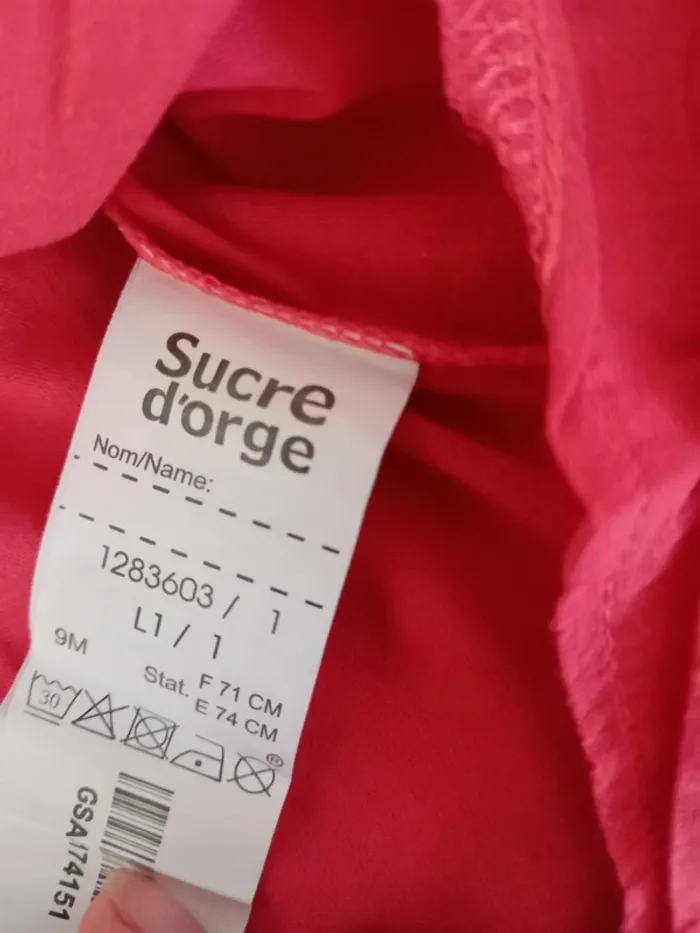 Sucre
d'orge
Nom/Name:
1283603 / 1
L1 / 1
9M
Stat. F 71 CM
E 74 CM
30
®
GSA174151